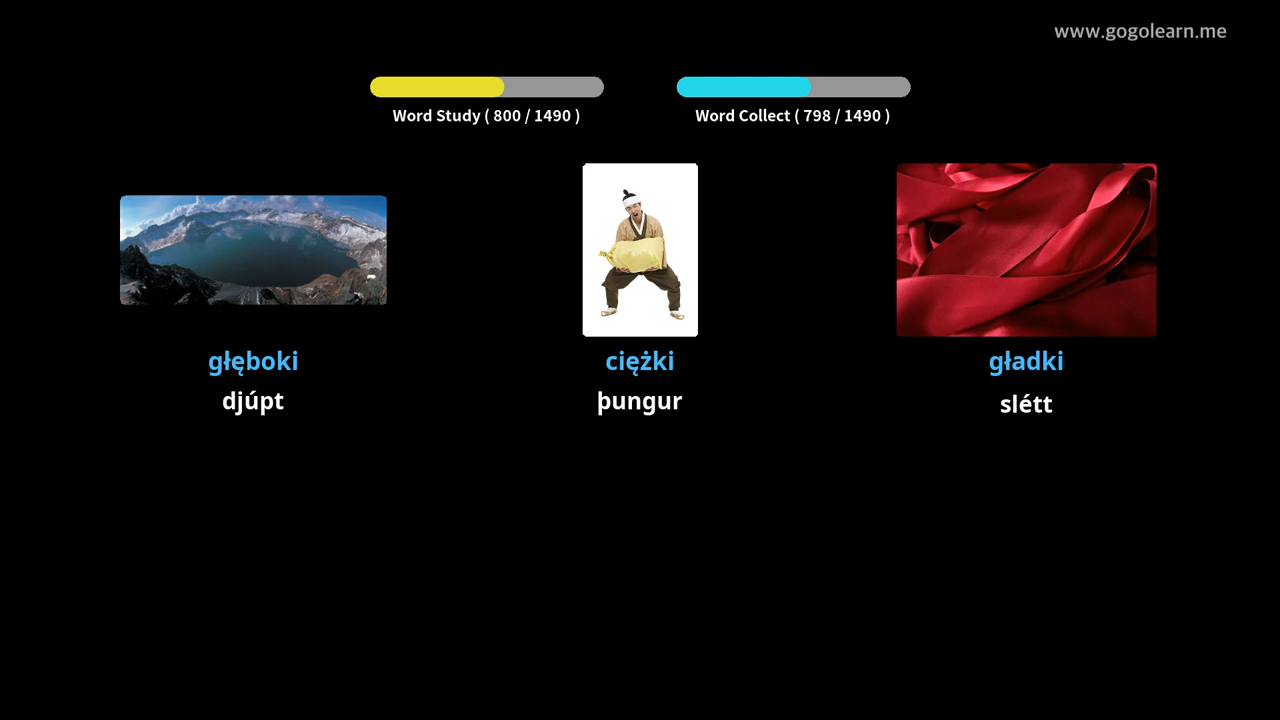 www.gogolearn.me
Word Study ( 800 / 1490 )
Word Collect ( 798 / 1490 )
głęboki
djúpt
ciężki
þungur
gładki
slétt